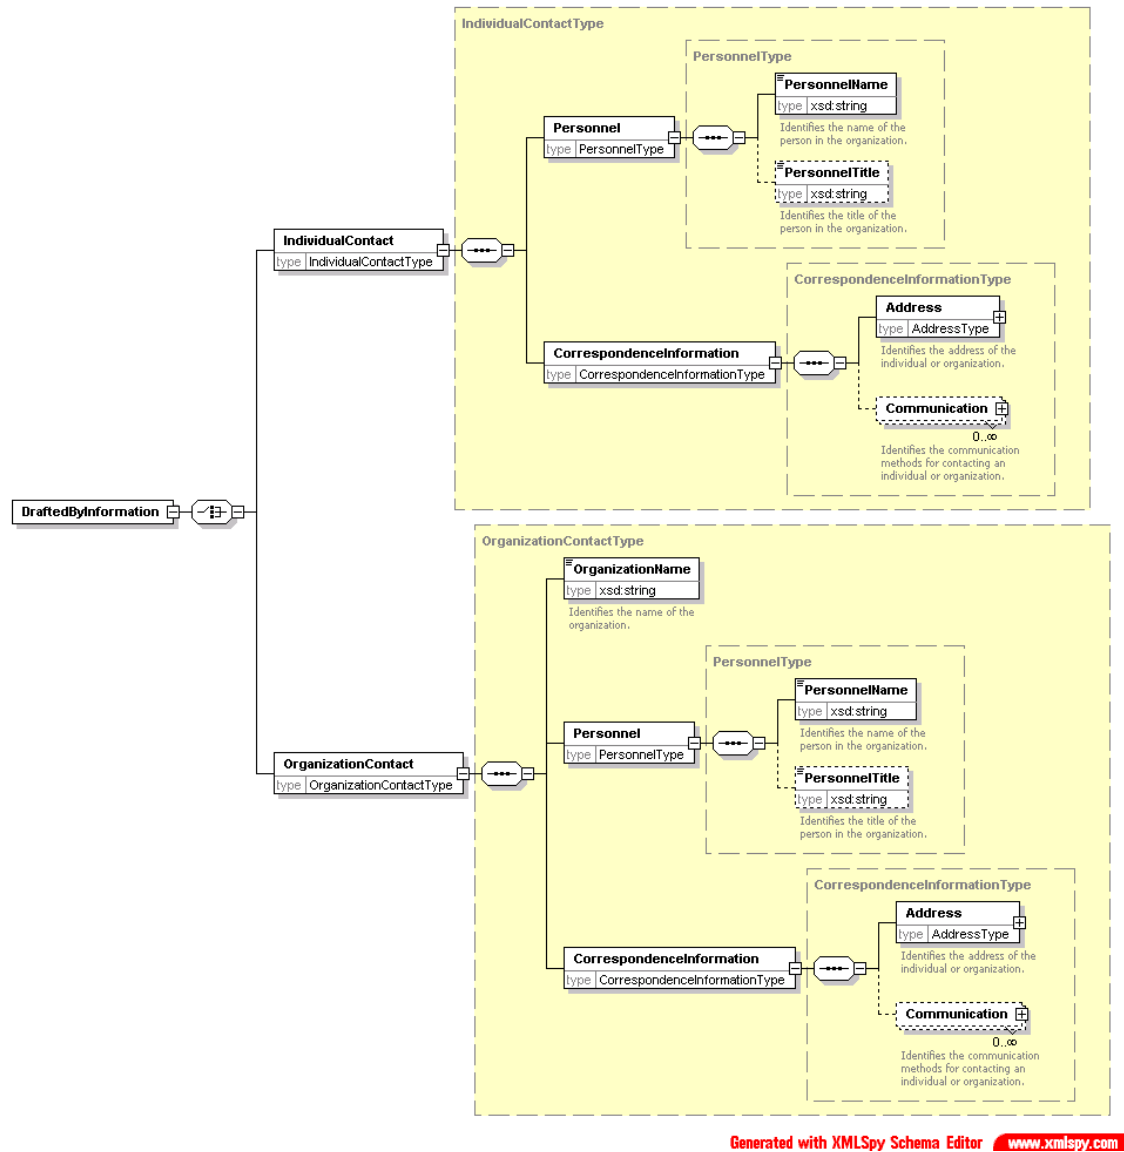 IndividualContactType
PersonnelType
PersonnelName
type xsd:string
Identifies the name of the
person in the organization.
Personnel
type PersonnelType
PersonnelTitle
type xsd:string
Identifies the title of the
person in the organization.
IndividualContact
type IndividualContactType
CorrespondenceInformationType
Address
type AddressType
Identifies the address of the
individual or organization.
CorrespondenceInformation
type CorrespondenceInformationType
Communication
0..∞
Identifies the communication
methods for contacting an
individual or organization.
DraftedByInformation
OrganizationContactType
OrganizationName
type xsd:string
Identifies the name of the
organization.
PersonnelType
PersonnelName
type xsd:string
Identifies the name of the
person in the organization.
Personnel
type PersonnelType
PersonnelTitle
type xsd:string
Identifies the title of the
person in the organization.
OrganizationContact
type OrganizationContactType
CorrespondenceInformationType
Address
type AddressType
Identifies the address of the
individual or organization.
CorrespondenceInformation
type CorrespondenceInformationType
Communication
0..∞
Identifies the communication
methods for contacting an
individual or organization.
Generated with XMLSpy Schema Editor www.xmlspy.com